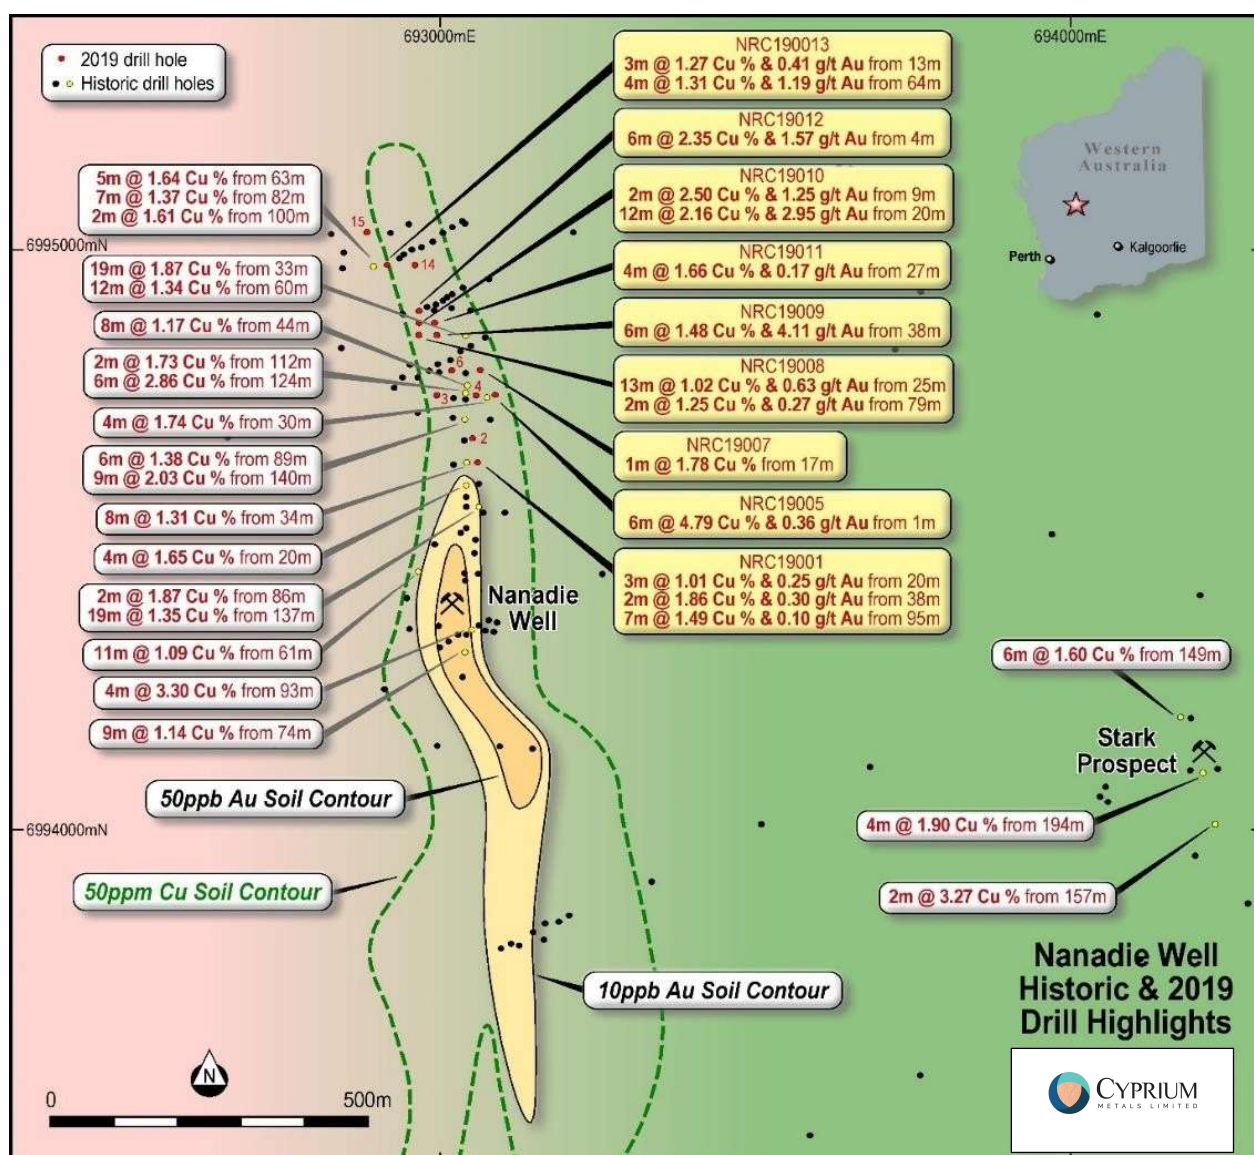 693000mE
694000mE
2019 drill hole
Historic drill holes
NRC190013
3m @ 1.27 Cu % & 0.41 g/t Au from 13m
4m @ 1.31 Cu % & 1.19 g/t Au from 64m
NRC19012
6m @ 2.35 Cu % & 1.57 g/t Au from 4m
NRC19010
2m @ 2.50 Cu % & 1.25 g/t Au from 9m
12m @ 2.16 Cu % & 2.95 g/t Au from 20m
NRC19011
4m @ 1.66 Cu % & 0.17 g/t Au from 27m
NRC19009
6m @ 1.48 Cu % & 4.11 g/t Au from 38m
NRC19008
13m @ 1.02 Cu % & 0.63 g/t Au from 25m
2m @ 1.25 Cu % & 0.27 g/t Au from 79m
NRC19007
1m @ 1.78 Cu % from 17m
NRC19005
6m @ 4.79 Cu % & 0.36 g/t Au from 1m
NRC19001
3m @ 1.01 Cu % & 0.25 g/t Au from 20m
2m @ 1.86 Cu % & 0.30 g/t Au from 38m
7m @ 1.49 Cu % & 0.10 g/t Au from 95m
Western
Australia
Perth
Kalgoorlie
5m @ 1.64 Cu % from 63m
7m @ 1.37 Cu % from 82m
2m @ 1.61 Cu % from 100m
6995000mN
19m @ 1.87 Cu % from 33m
12m @ 1.34 Cu % from 60m
8m @ 1.17 Cu % from 44m
2m @ 1.73 Cu % from 112m
6m @ 2.86 Cu % from 124m
4m @ 1.74 Cu % from 30m
6m @ 1.38 Cu % from 89m
9m @ 2.03 Cu % from 140m
8m @ 1.31 Cu % from 34m
4m @ 1.65 Cu % from 20m
2m @ 1.87 Cu % from 86m
19m @ 1.35 Cu % from 137m
11m @ 1.09 Cu % from 61m
4m @ 3.30 Cu % from 93m
9m @ 1.14 Cu % from 74m
15
14
6
4
3
2
Nanadie
Well
6m @ 1.60 Cu % from 149m
Stark
Prospect
4m @ 1.90 Cu % from 194m
2m @ 3.27 Cu % from 157m
50ppb Au Soil Contour
6994000mN
50ppm Cu Soil Contour
10ppb Au Soil Contour
Nanadie Well
Historic & 2019
Drill Highlights
N
0
500m
CYPRIUM
METALS LIMITED